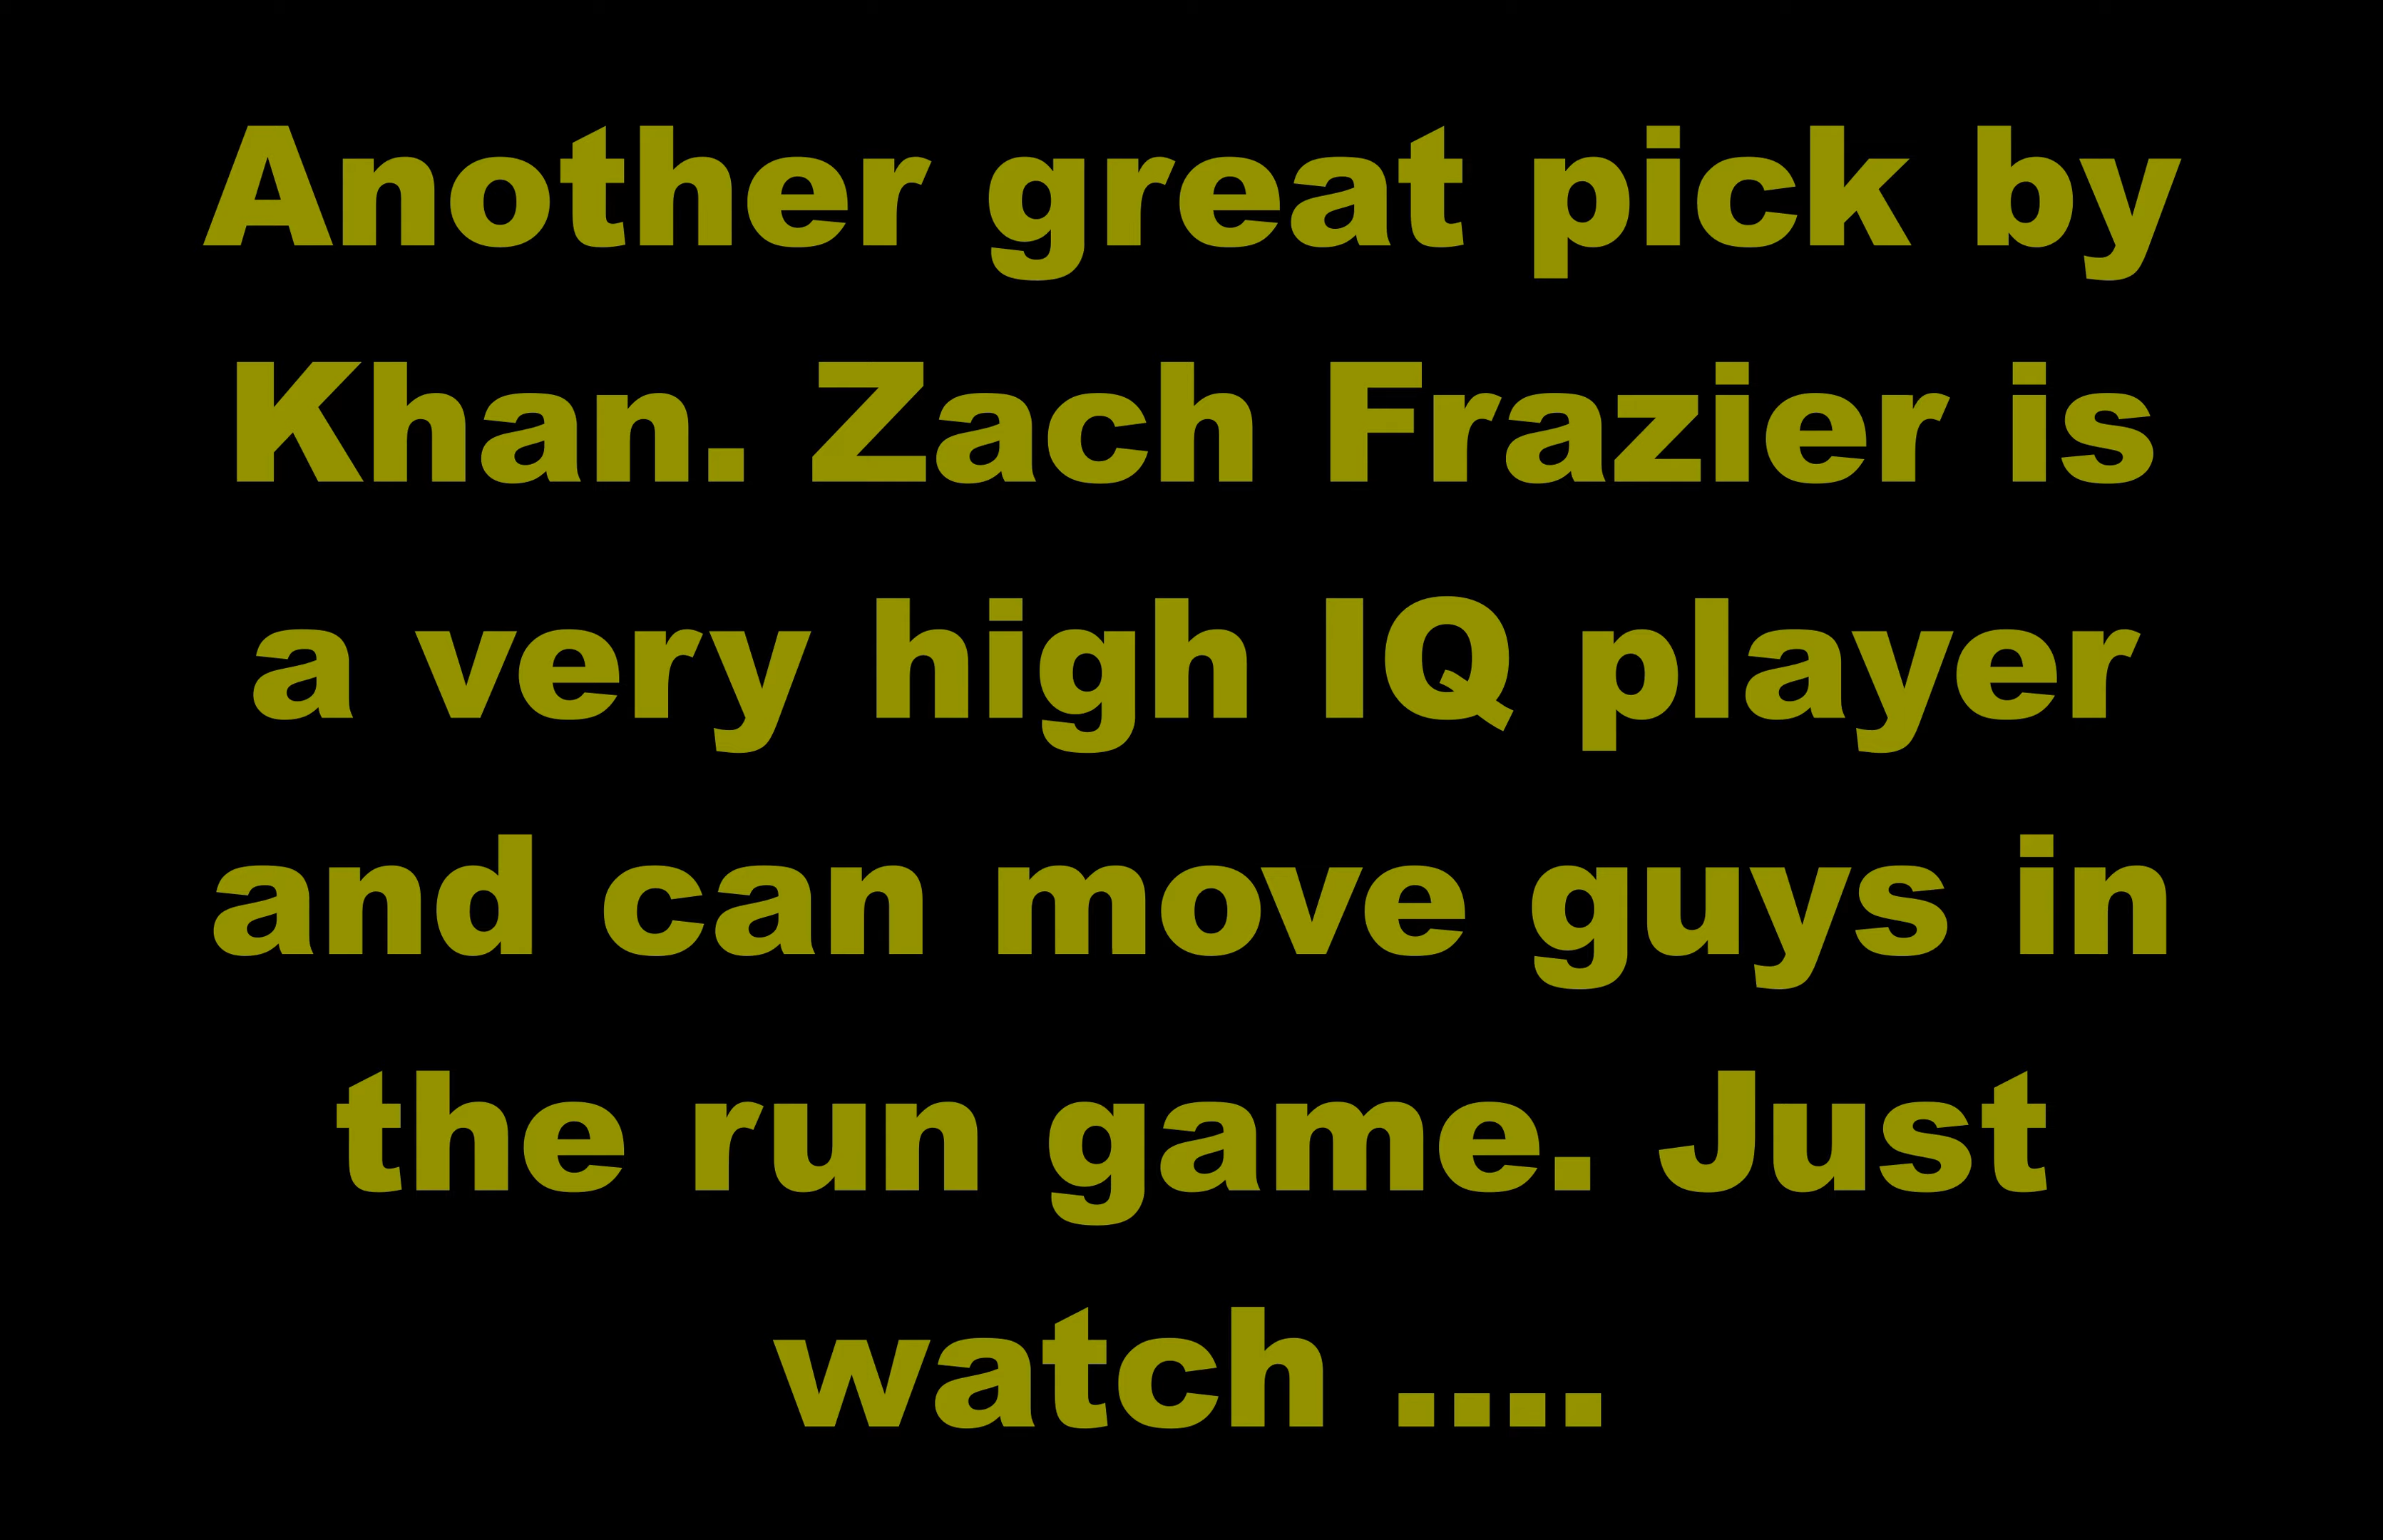 Another great pick by
Khan. Zach Frazier is
a very high IQ player
and can move guys in
the run game. Just
watch ....